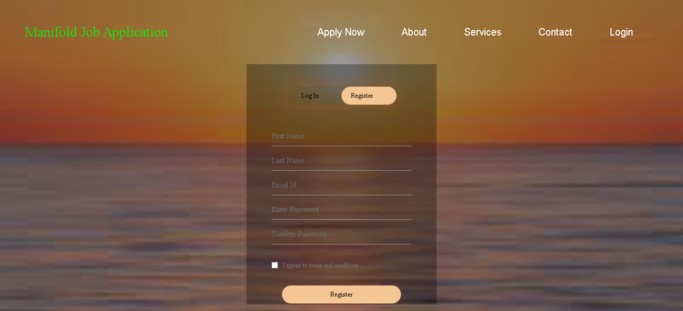 Manifold Job Application
Apply Now
About
Services
Contact
Login
Log In
Register
First Name
Last Name
Email Id
Enter Password
Confirm Password
I agree to terms and conditions
Register